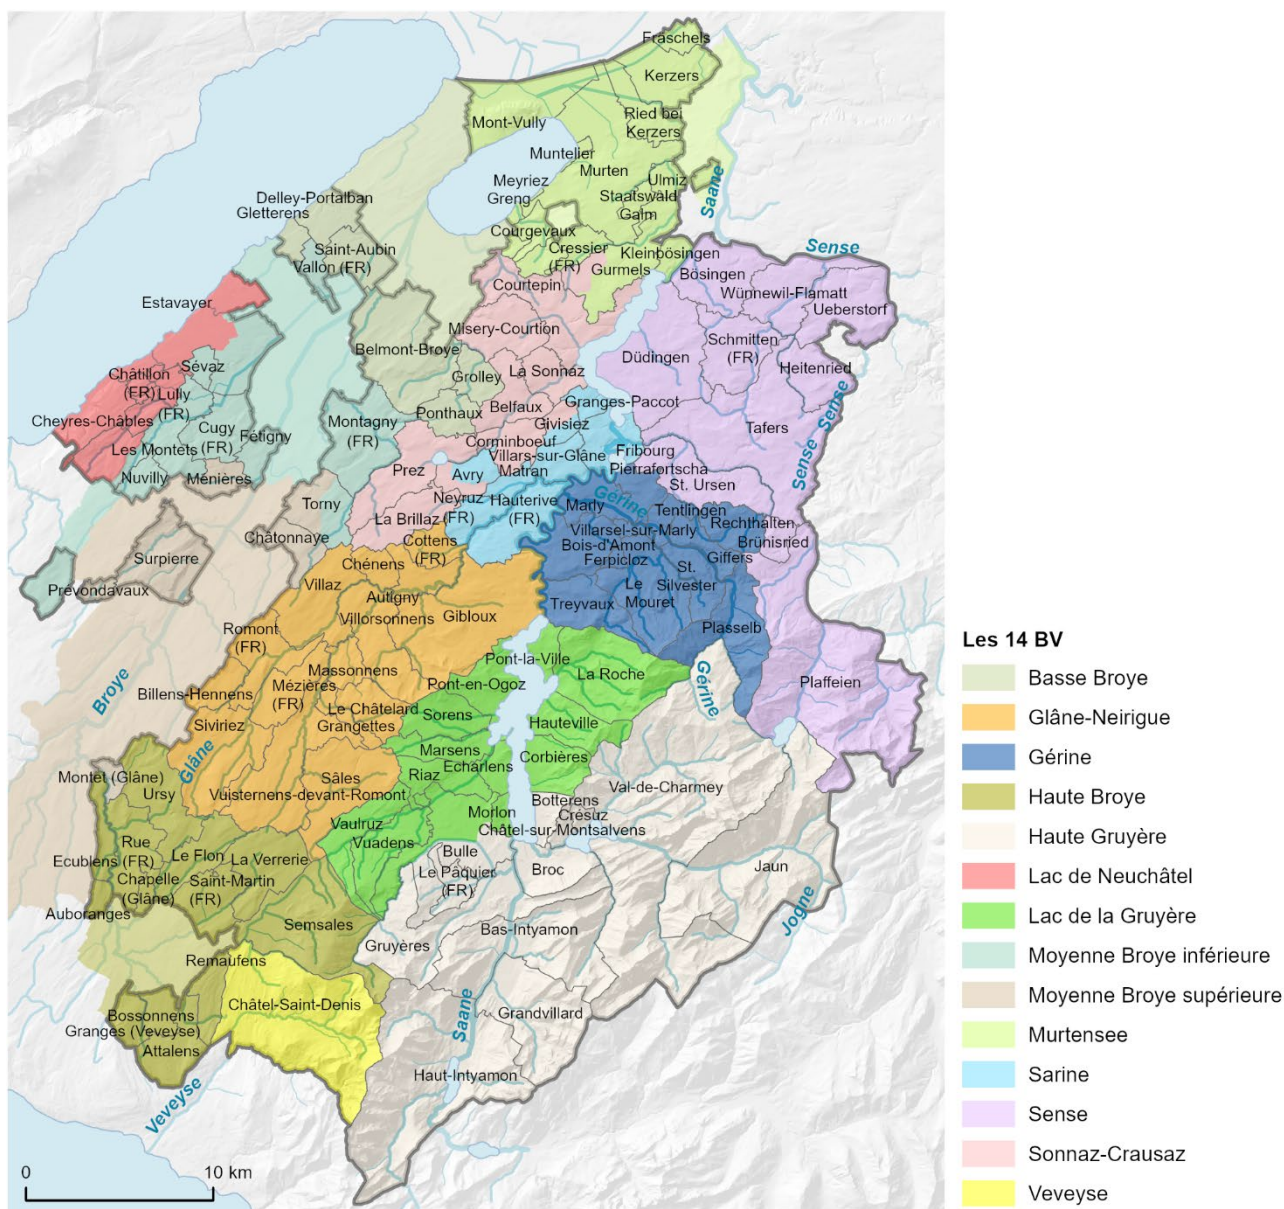 Fräschels
Kerzers
Mont-Vully
Ried bei
Kerzers
Muntelier
Murten
Meyriez
Greng
Ulmiz
Staatswald
Galm
Saane
Delley-Portalban
Gletterens
Saint-Aubin
Vallon (FR)
Courgevaux
Cressier
(FR)
Kleinbösingen
Gurmels
Sense
Bösingen
Wünnewil-Flamatt
Ueberstorf
Courtepin
Estavayer
Misery-Courtion
Düdingen
Schmitten
(FR)
Heitenried
Belmont-Broye
Sévaz
Châtillon
(FR)
Lully
(FR)
Grolley
La Sonnaz
Cheyres-Châbles
Cugy
(FR)
Fétigny
Montagny
(FR)
Ponthaux
Belfaux
Granges-Paccot
Givisiez
Tafers
Sense
Sense
Les Montets
Corminboeuf
Villars-sur-Glâne
Fribourg
Nuvilly
Ménières
Prez
Avry
Matran
Pierrafortscha
St. Ursen
Torny
Neyruz
(FR)
Hauterive
(FR)
Gérine
Marly
Tentlingen
La Brillaz
Rechthalten
Châtonnaye
Cottens
(FR)
Villarsel-sur-Marly
Brünisried
Surpierre
Bois-d'Amont
Ferpicloz
Giffers
Chénens
Prévondavaux
Villaz
St.
Silvester
Autigny
Le
Mouret
Treyvaux
Villorsonnens
Gibloux
Romont
(FR)
Plasselb
Pont-la-Ville
Massonnens
La Roche
Gérine
Plaffeien
Broye
Billens-Hennens
Mézières
(FR)
Pont-en-Ogoz
Le Châtelard
Grangettes
Sorens
Siviriez
Hauteville
Glâne
Marsens
Echarlens
Corbières
Montet (Glâne)
Ursy
Sâles
Riaz
Vuisternens-devant-Romont
Val-de-Charmey
Botterens
Crésuz
Morlon
Châtel-sur-Montsalvens
Vaulruz
Vuadens
Rue
(FR)
Le Flon
La Verrerie
Bulle
Ecublens
Le Pâquier
(FR)
Broc
Jaun
Chapelle
(Glâne)
Saint-Martin
(FR)
Auboranges
Semsales
Bas-Intyamon
Jogne
Gruyères
Remaufens
Châtel-Saint-Denis
Saane
Grandvillard
Bossonnens
Granges (Veveyse)
Attalens
Haut-Intyamon
Veveyse
0 10 km
Les 14 BV
Basse Broye
Glâne-Neirigue
Gérine
Haute Broye
Haute Gruyère
Lac de Neuchâtel
Lac de la Gruyère
Moyenne Broye inférieure
Moyenne Broye supérieure
Murtensee
Sarine
Sense
Sonnaz-Crausaz
Veveyse